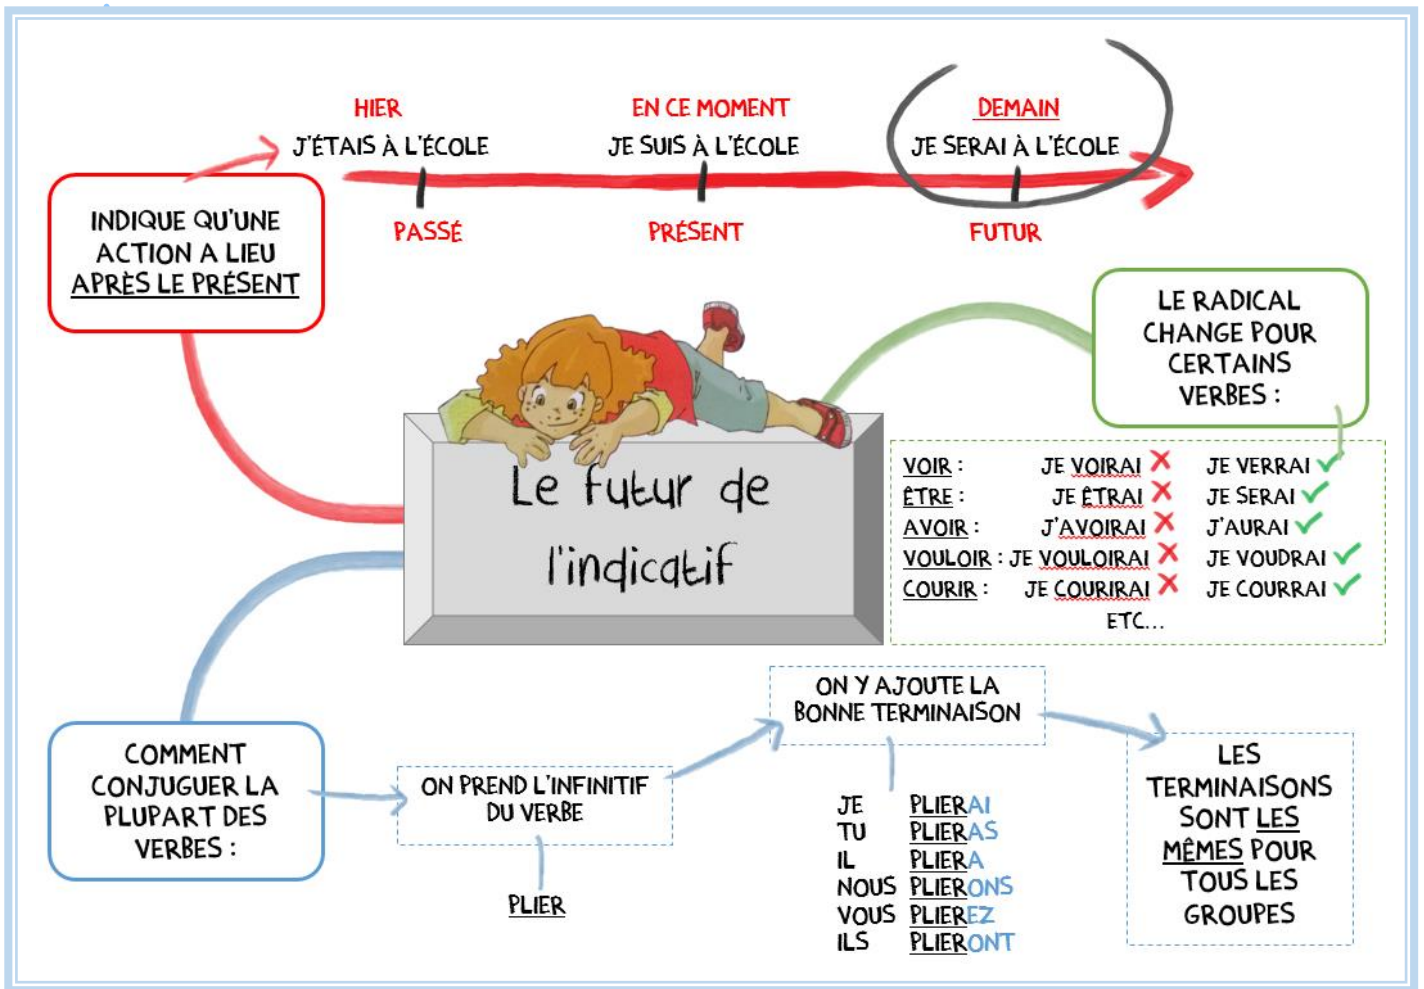 HIER
J'ÉTAIS À L'ÉCOLE
EN CE MOMENT
JE SUIS À L'ÉCOLE
DEMAIN
JE SERAI À L'ÉCOLE
PASSÉ
PRÉSENT
FUTUR
INDIQUE QU'UNE
ACTION A LIEU
APRÈS LE PRÉSENT
LE RADICAL
CHANGE POUR
CERTAINS
VERBES :
Le futur de
l'indicatif
VOIR : JE VOIRAI JE VERRAI
ÊTRE : JE ÊTRAI JE SERAI
AVOIR : J'AVOIRAI J'AURAI
VOULOIR : JE VOULOIRAI JE VOUDRAI
COURIR : JE COURIRAI JE COURRAI
ETC...
COMMENT
CONJUGUER LA
PLUPART DES
VERBES :
ON PREND L'INFINITIF
DU VERBE
PLIER
ON Y AJOUTE LA
BONNE TERMINAISON
JE PLIERAI
TU PLIERAS
IL PLIERA
NOUS PLIERONS
VOUS PLIEREZ
ILS PLIERONT
LES
TERMINAISONS
SONT LES
MÊMES POUR
TOUS LES
GROUPES